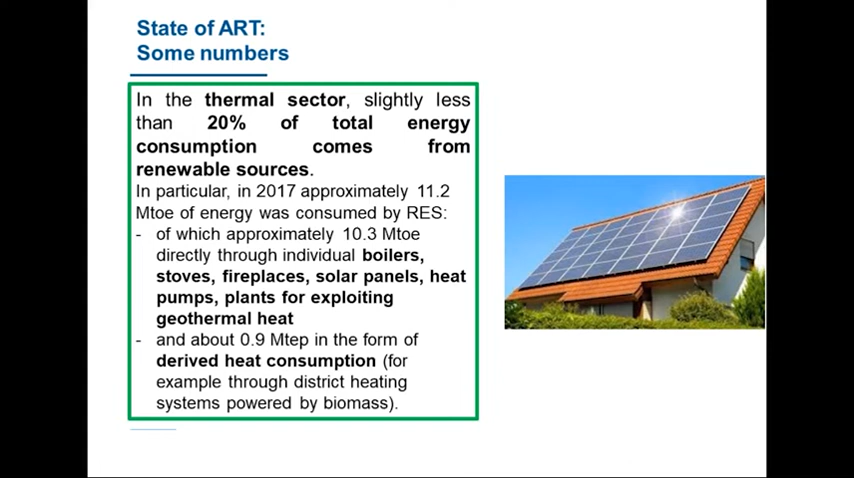 State of ART:
Some numbers
In the thermal sector, slightly less
than 20% of total energy
consumption comes from
renewable sources.
In particular, in 2017 approximately 11.2
Mtoe of energy was consumed by RES:
- of which approximately 10.3 Mtoe
directly through individual boilers,
stoves, fireplaces, solar panels, heat
pumps, plants for exploiting
geothermal heat
- and about 0.9 Mtep in the form of
derived heat consumption (for
example through district heating
systems powered by biomass).